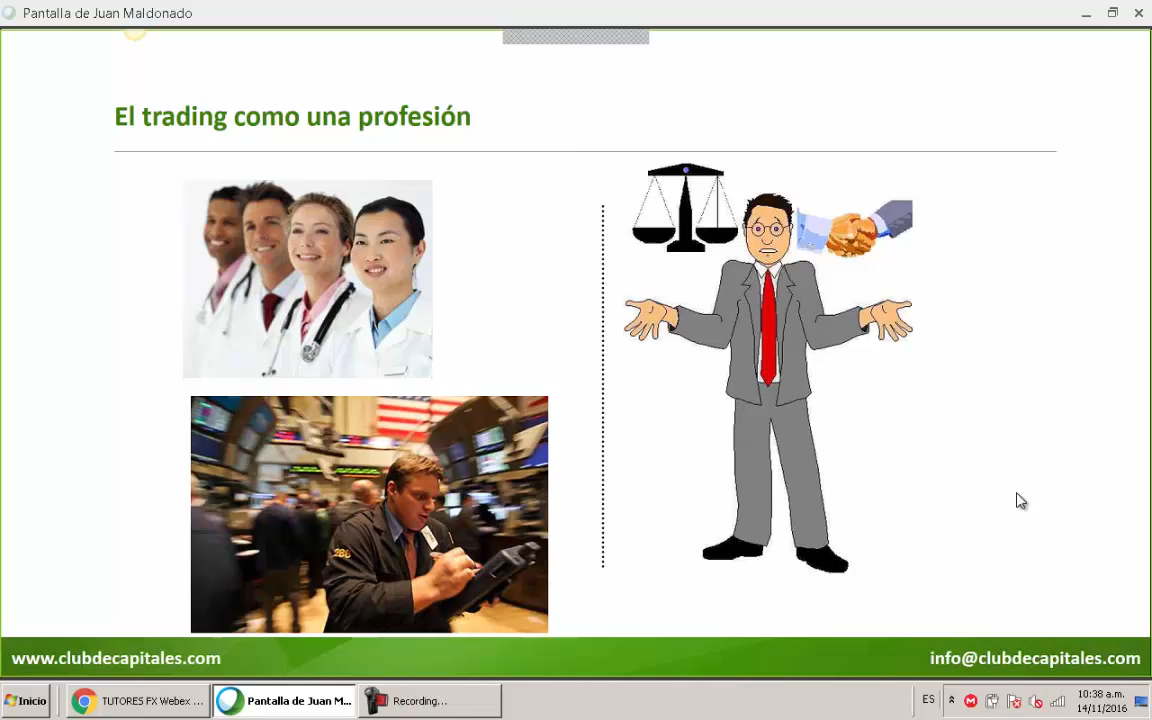 Pantalla de Juan Maldonado
El trading como una profesión
www.clubdecapitales.com
info@clubdecapitales.com
Inicio
TUTORES FX Webex ...
Pantalla de Juan M...
Recording...
ES
10:38 a.m.
14/11/2016